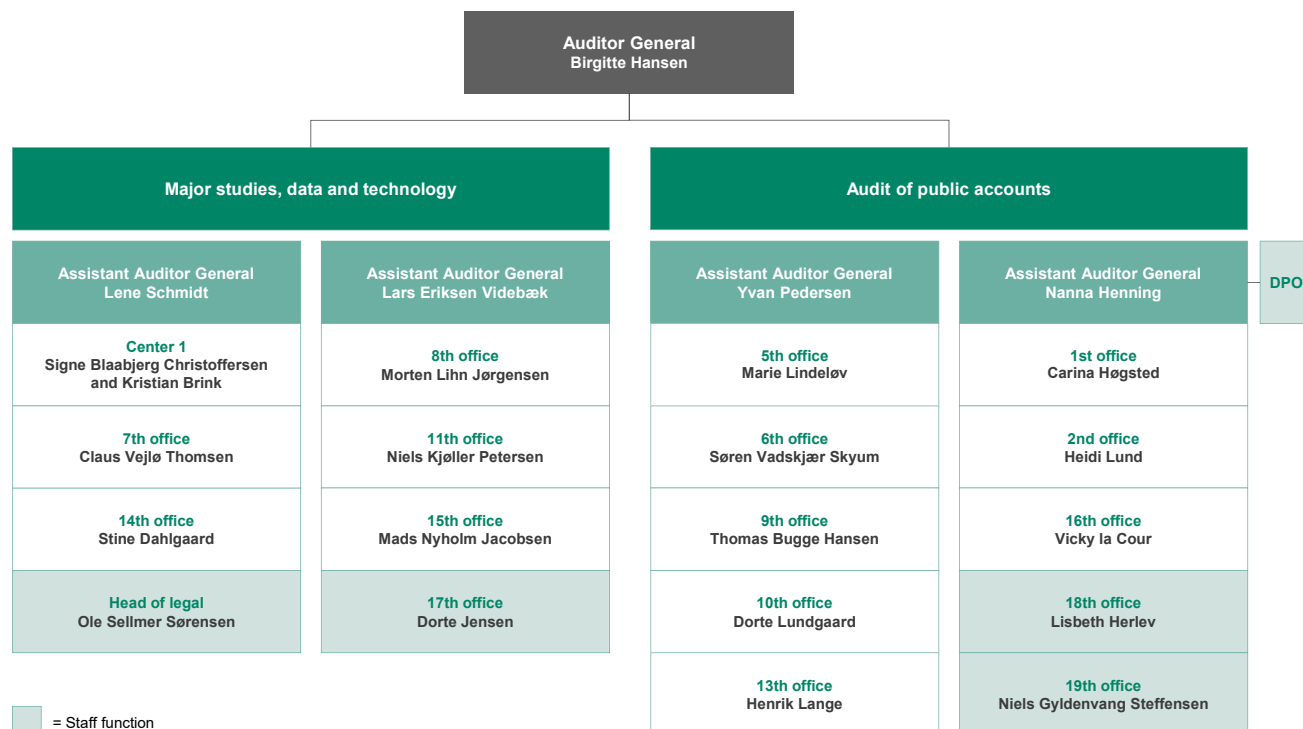 Auditor General
Birgitte Hansen
Major studies, data and technology
Audit of public accounts
Assistant Auditor General
Lene Schmidt
Center 1
Signe Blaabjerg Christoffersen
and Kristian Brink
7th office
Claus Vejlø Thomsen
14th office
Stine Dahlgaard
Head of legal
Ole Sellmer Sørensen
Assistant Auditor General
Lars Eriksen Videbæk
8th office
Morten Lihn Jørgensen
11th office
Niels Kjøller Petersen
15th office
Mads Nyholm Jacobsen
17th office
Dorte Jensen
Assistant Auditor General
Yvan Pedersen
5th office
Marie Lindeløv
6th office
Søren Vadskjær Skyum
9th office
Thomas Bugge Hansen
10th office
Dorte Lundgaard
13th office
Henrik Lange
Assistant Auditor General
Nanna Henning
DPO
1st office
Carina Høgsted
2nd office
Heidi Lund
16th office
Vicky la Cour
18th office
Lisbeth Herlev
19th office
Niels Gyldenvang Steffensen
= Staff function